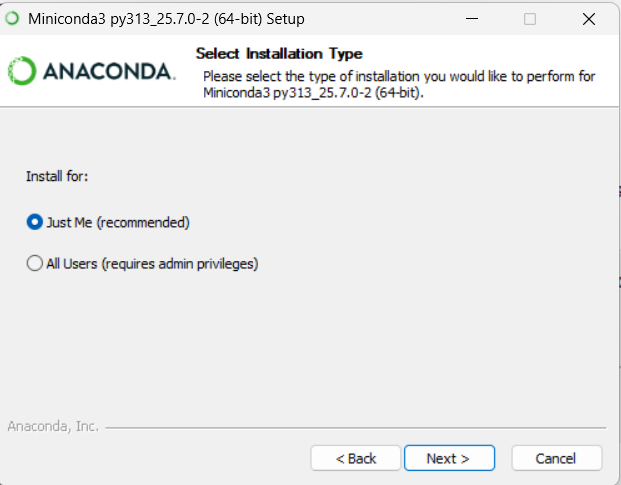 Miniconda3 py313_25.7.0-2 (64-bit) Setup
ANACONDA.
Select Installation Type
Please select the type of installation you would like to perform for
Miniconda3 py313_25.7.0-2 (64-bit).
Install for:
Just Me (recommended)
All Users (requires admin privileges)
Anaconda, Inc.
< Back
Next >
Cancel